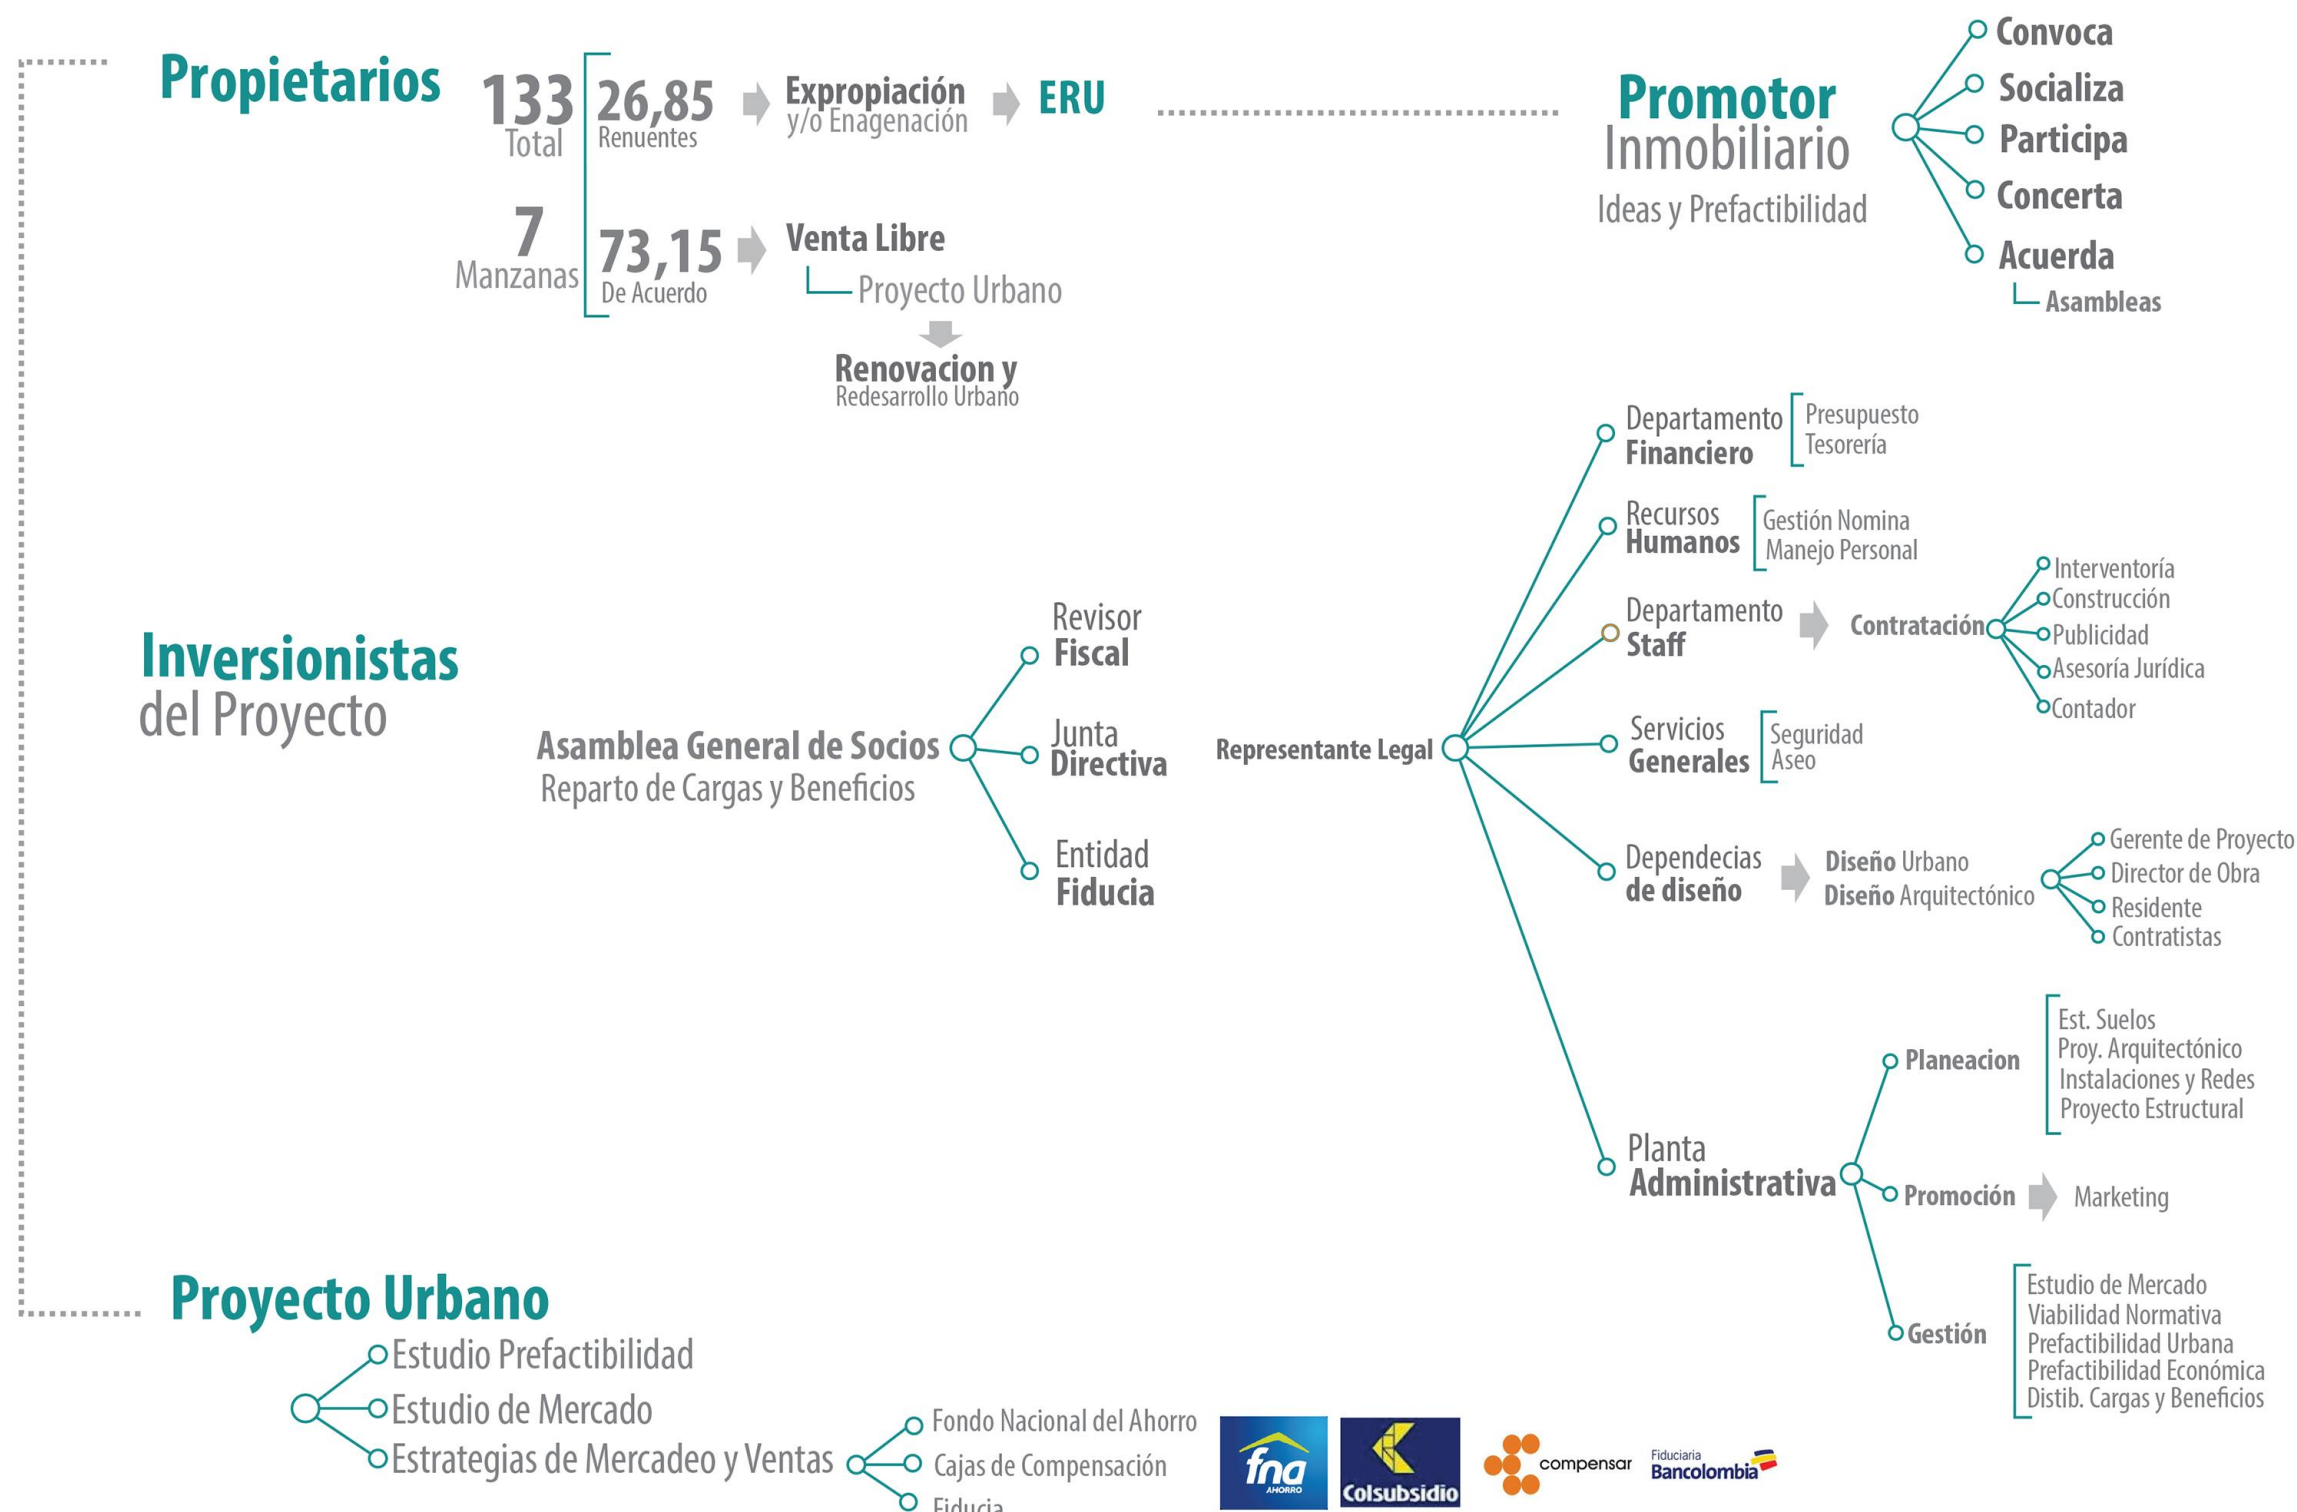 Propietarios
133
Total
7
Manzanas
26,85
Renuentes
Expropiación
y/o Enagenación
ERU
73,15
De Acuerdo
Venta Libre
Proyecto Urbano
Renovacion y
Redesarrollo Urbano
Promotor
Inmobiliario
Ideas y Prefactibilidad
Convoca
Socializa
Participa
Concerta
Acuerda
Asambleas
Inversionistas
del Proyecto
Asamblea General de Socios
Reparto de Cargas y Beneficios
Revisor
Fiscal
Junta
Directiva
Entidad
Fiducia
Representante Legal
Departamento
Financiero
Presupuesto
Tesorería
Recursos
Humanos
Gestión Nomina
Manejo Personal
Departamento
Staff
Contratación
Interventoría
Construcción
Publicidad
Asesoría Jurídica
Contador
Servicios
Generales
Seguridad
Aseo
Dependecias
de diseño
Diseño Urbano
Diseño Arquitectónico
Gerente de Proyecto
Director de Obra
Residente
Contratistas
Planta
Administrativa
Planeacion
Est. Suelos
Proy. Arquitectónico
Instalaciones y Redes
Proyecto Estructural
Promoción
Marketing
Gestión
Estudio de Mercado
Viabilidad Normativa
Prefactibilidad Urbana
Prefactibilidad Económica
Distib. Cargas y Beneficios
Proyecto Urbano
Estudio Prefactibilidad
Estudio de Mercado
Estrategias de Mercadeo y Ventas
Fondo Nacional del Ahorro
Cajas de Compensación
Fiducia
fna
AHORRO
Colsubsidio
compensar
Fiduciaria
Bancolombia